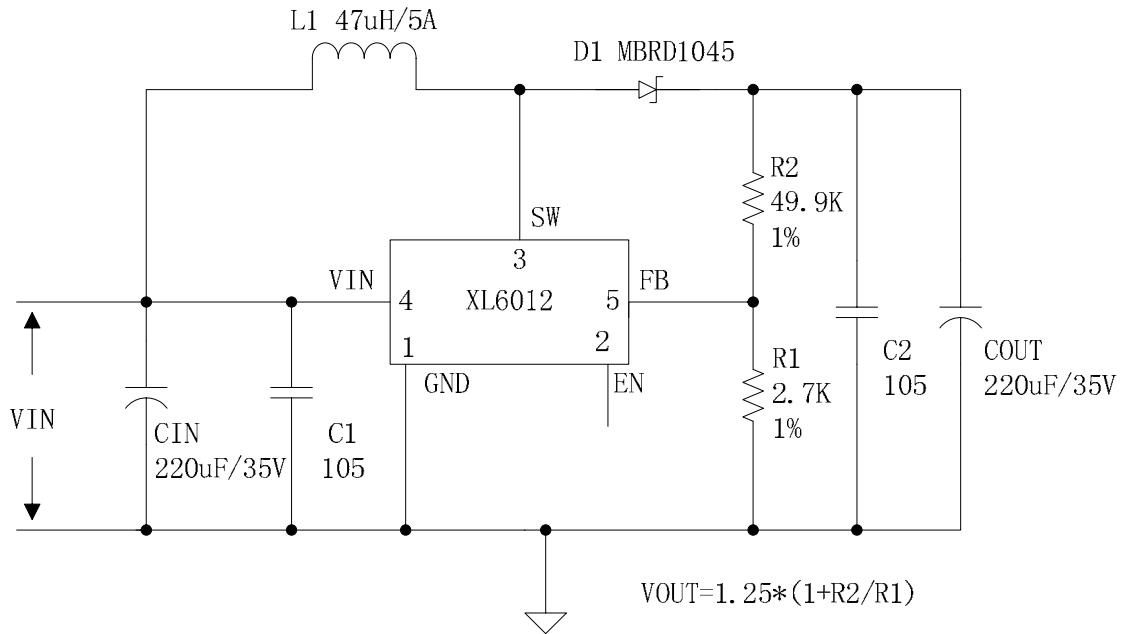 L1 47uH/5A
D1 MBRD1045
R2
49.9K
1%
SW
3
VIN
FB
4
XL6012
5
1
2
GND
EN
R1
2.7K
1%
C2
105
COUT
220uF/35V
VIN
CIN
220uF/35V
C1
105
VOUT=1.25*(1+R2/R1)